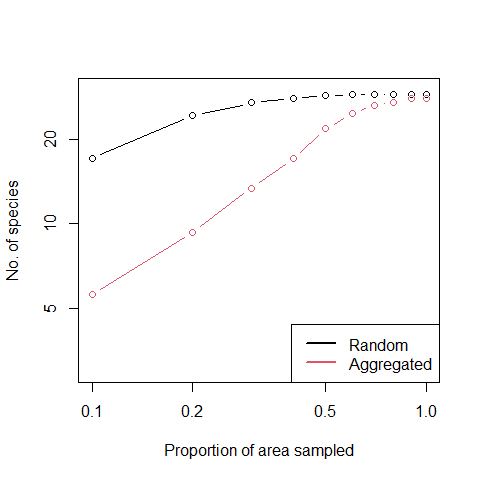 20
10
5
No. of species
Random
Aggregated
0.1 0.2 0.5 1.0
Proportion of area sampled